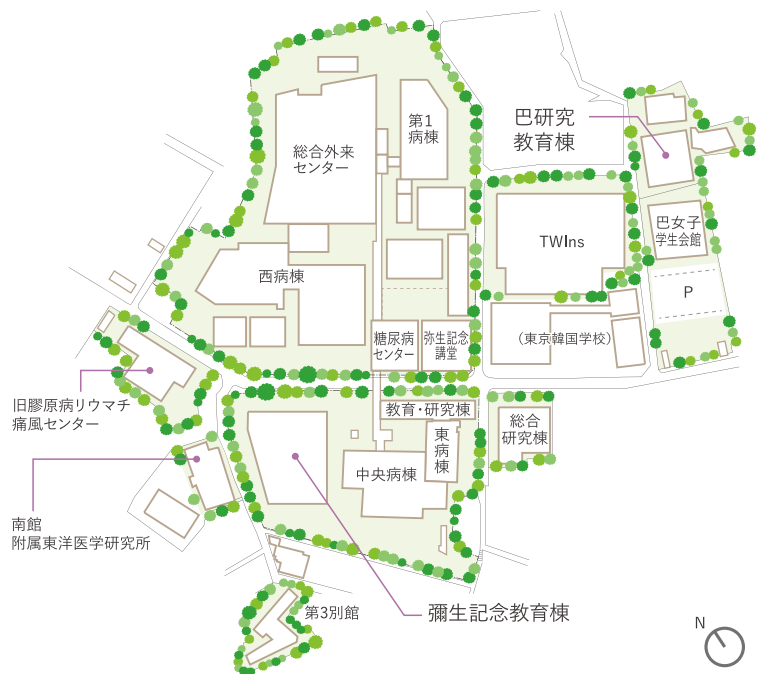 第1
病棟
総合外来
センター
巴研究
教育棟
TWIns
巴女子
学生会館
西病棟
P
糖尿病
センター
弥生記念
講堂
(東京韓国学校)
旧膠原病リウマチ
痛風センター
教育・研究棟
東
病
棟
総合
研究棟
中央病棟
南館
附属東洋医学研究所
第3別館
彌生記念教育棟
N